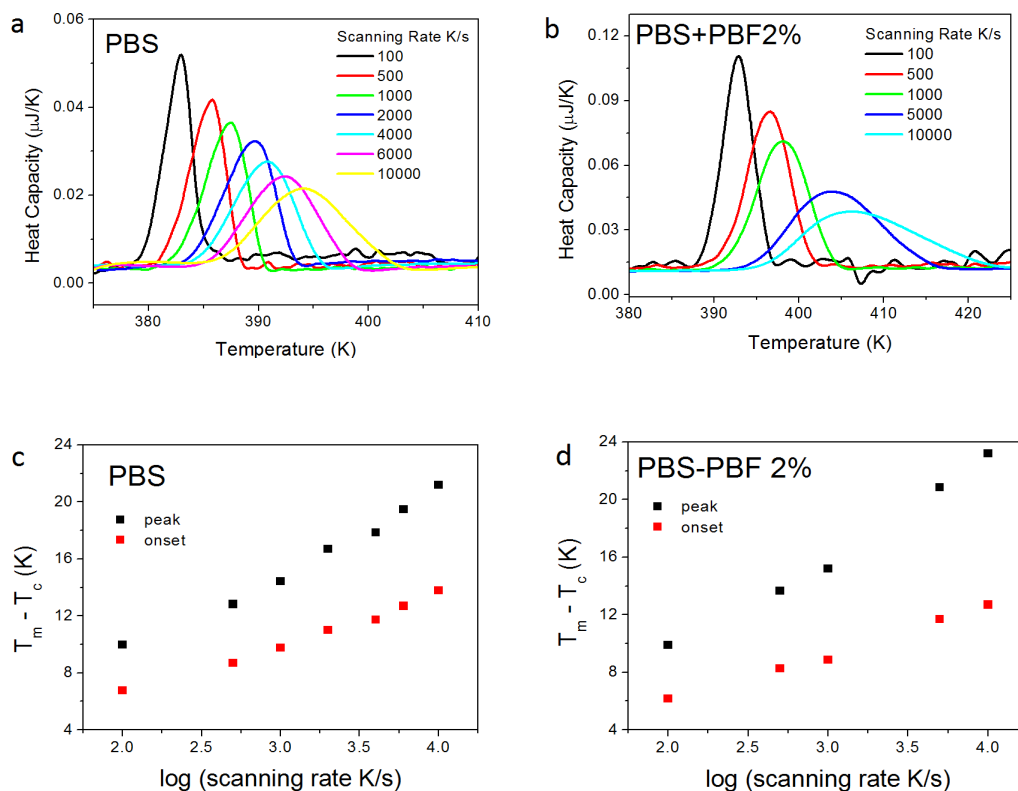 a
PBS
Scanning Rate K/s
100
500
1000
2000
4000
6000
10000
0.06
0.04
0.02
0.00
Heat Capacity (μJ/K)
380
390
400
410
Temperature (K)
b
PBS+PBF2%
Scanning Rate K/s
100
500
1000
5000
10000
0.12
0.09
0.06
0.03
0.00
Heat Capacity (μJ/K)
380
390
400
410
420
Temperature (K)
c
PBS
peak
onset
24
20
16
12
8
4
T_m - T_c (K)
2.0
2.5
3.0
3.5
4.0
log (scanning rate K/s)
d
PBS-PBF 2%
peak
onset
24
20
16
12
8
4
T_m - T_c (K)
2.0
2.5
3.0
3.5
4.0
log (scanning rate K/s)